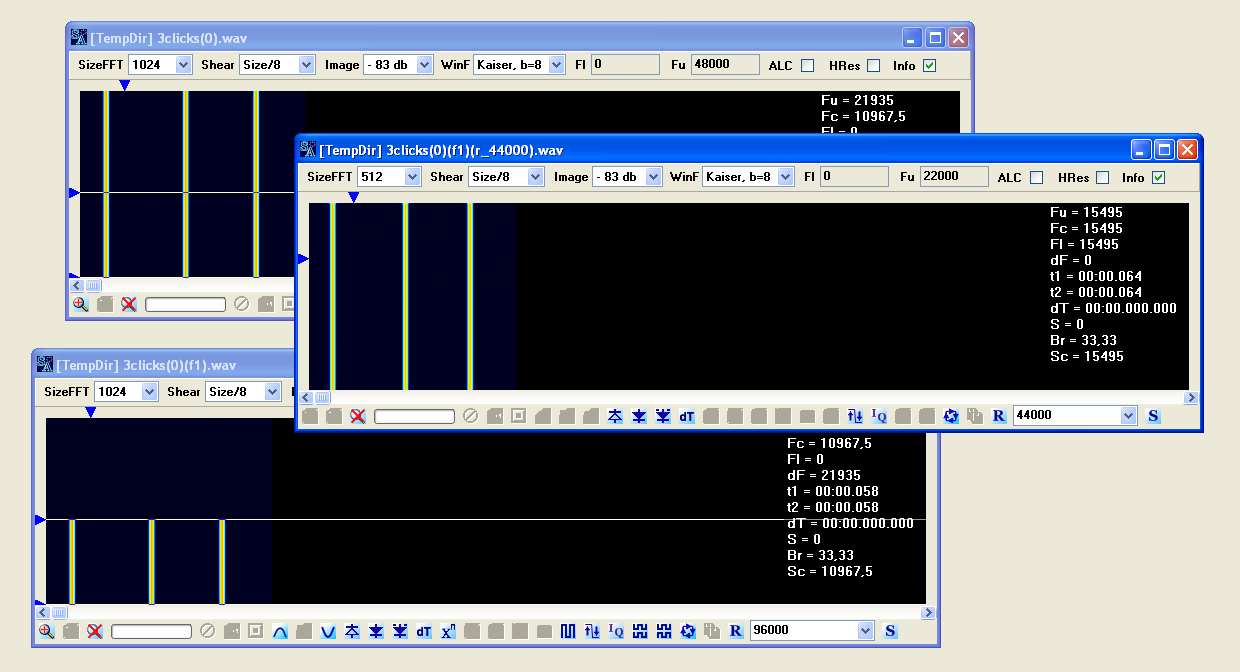 [TempDir] 3clicks(0).wav
SizeFFT 1024 Shear Size/8 Image - 83 db WinF Kaiser, b=8 Fl 0 Fu 48000 ALC HRes Info
Fu = 21935
Fc = 10967,5
Fl = 0
[TempDir] 3clicks(0)(f1)(r_44000).wav
SizeFFT 512 Shear Size/8 Image - 83 db WinF Kaiser, b=8 Fl 0 Fu 22000 ALC HRes Info
Fu = 15495
Fc = 15495
Fl = 15495
dF = 0
t1 = 00:00.064
t2 = 00:00.064
dT = 00:00.000.000
S = 0
Br = 33,33
Sc = 15495
dT IQ R 44000 S
[TempDir] 3clicks(0)(f1).wav
SizeFFT 1024 Shear Size/8
Fc = 10967,5
Fl = 0
dF = 21935
t1 = 00:00.058
t2 = 00:00.058
dT = 00:00.000.000
S = 0
Br = 33,33
Sc = 10967,5
dT Xn IQ R 96000 S